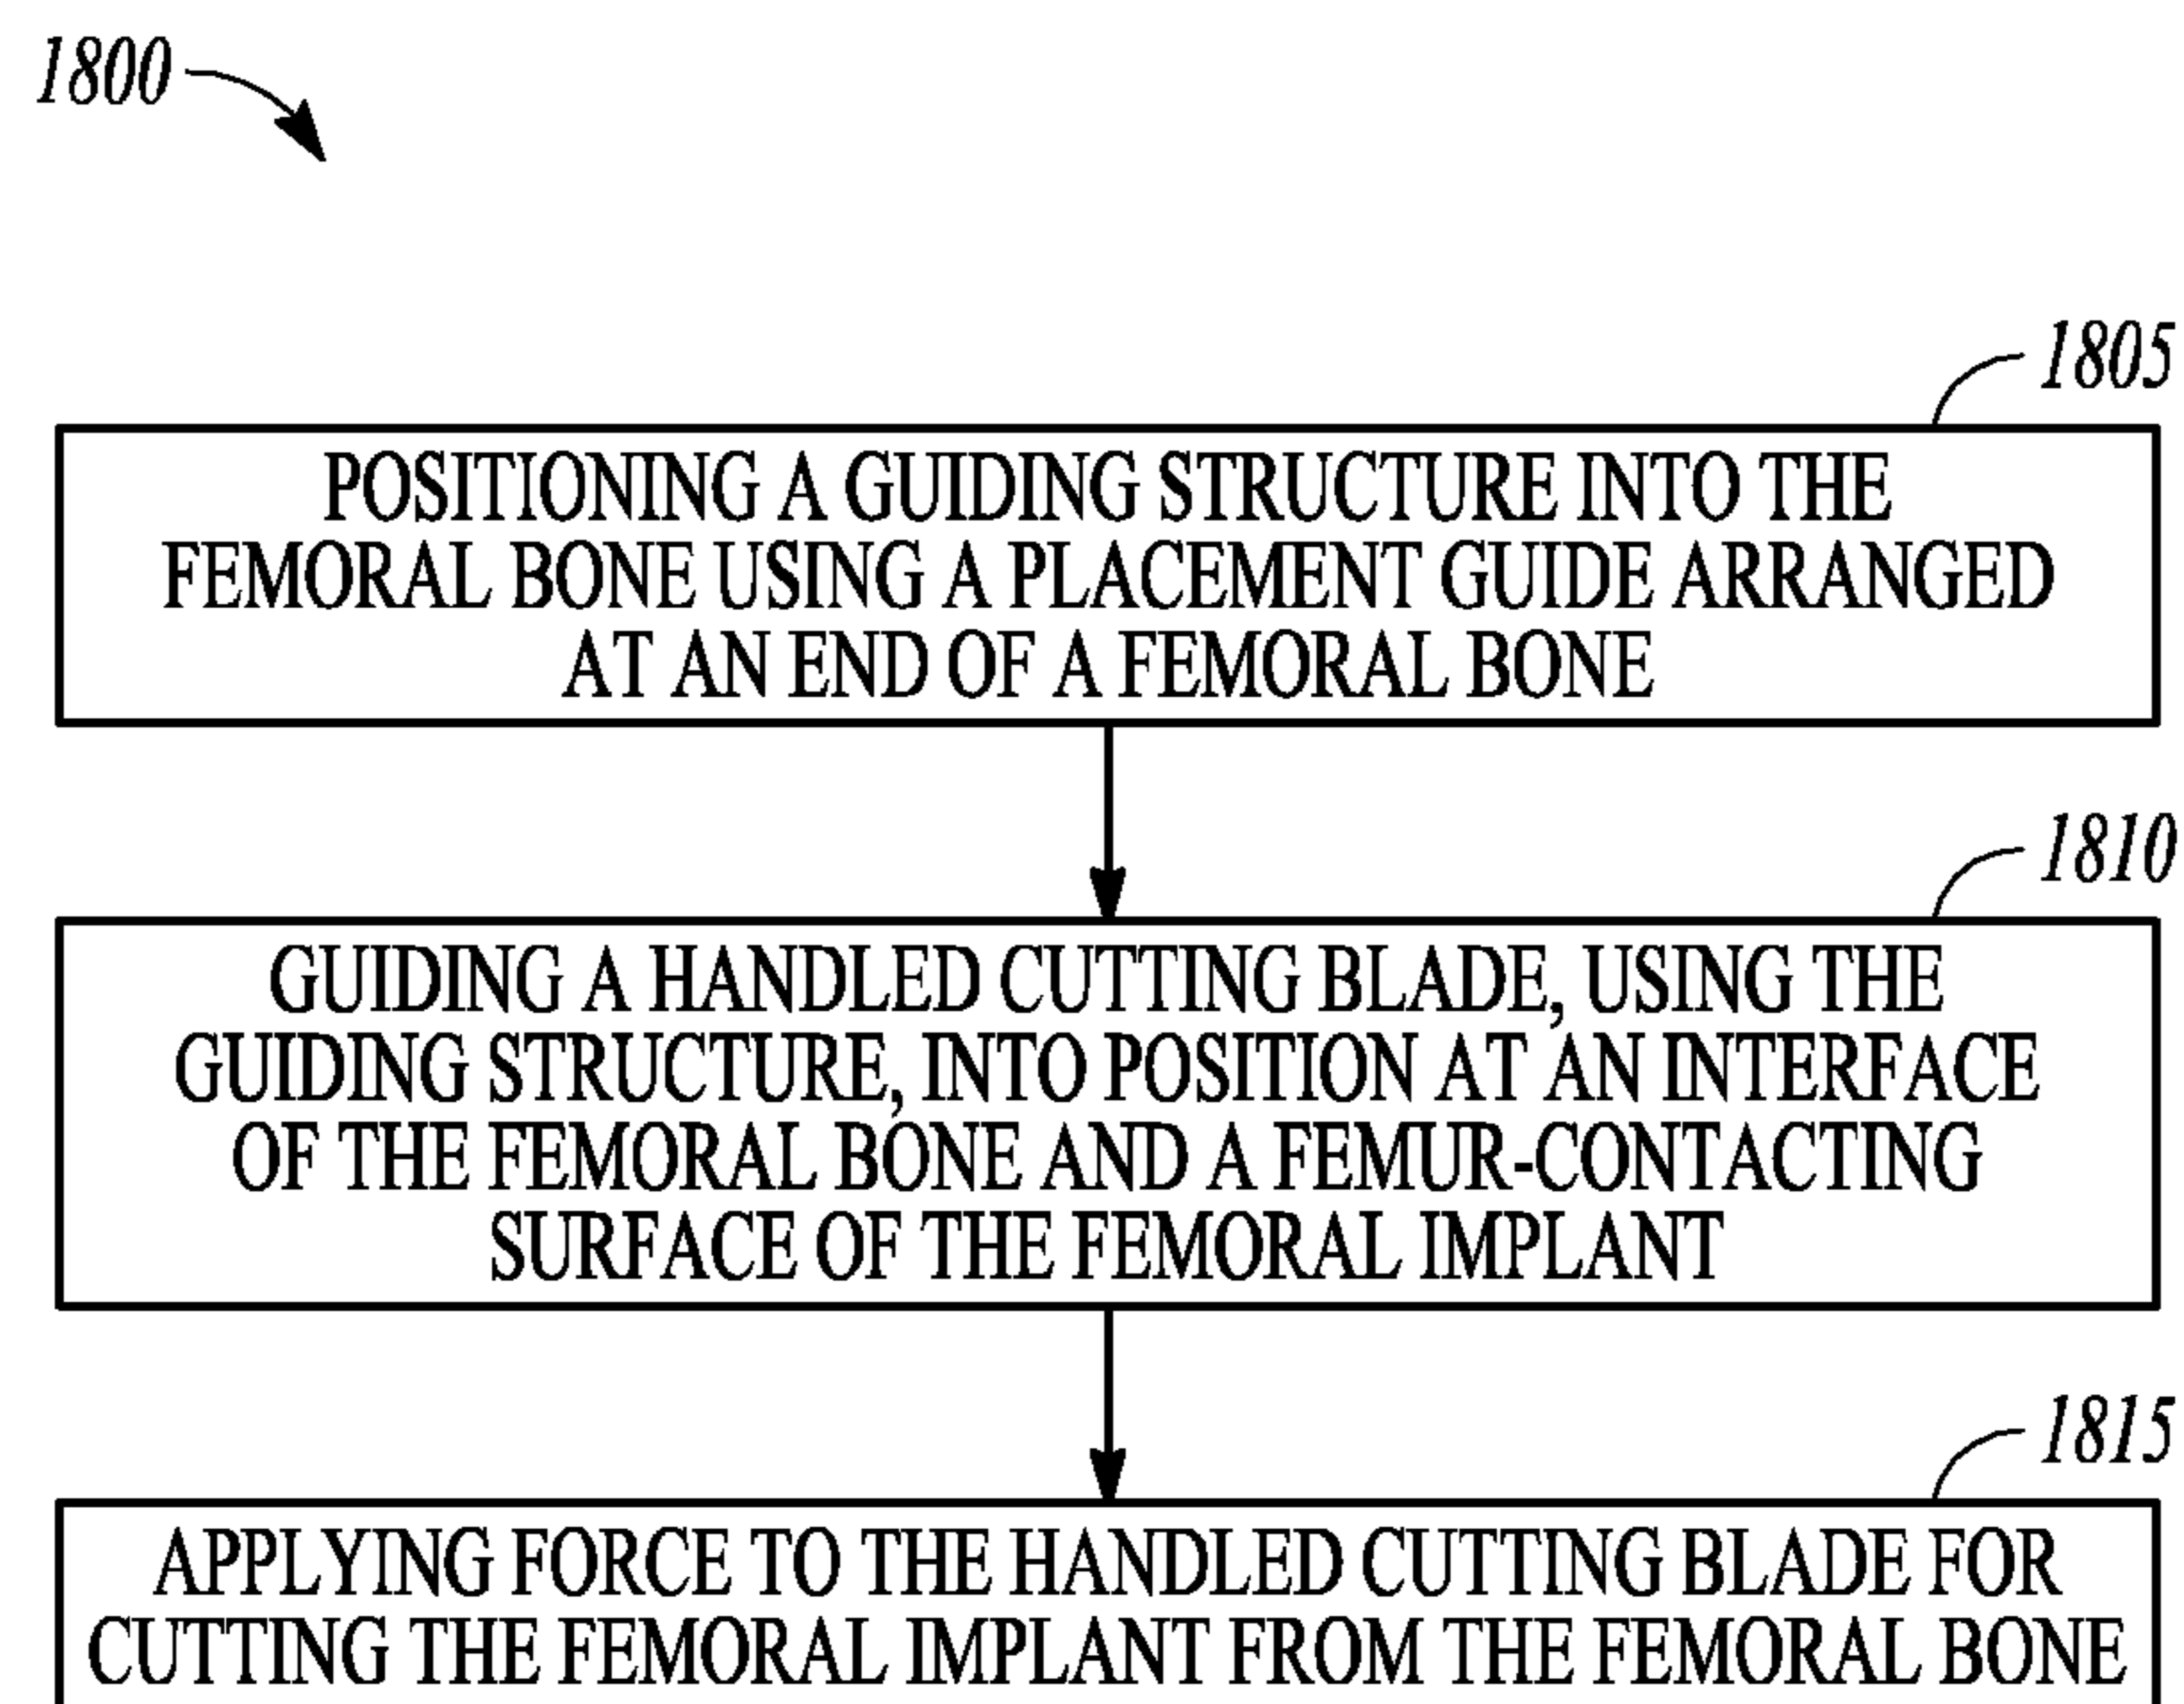 1800
1805
POSITIONING A GUIDING STRUCTURE INTO THE
FEMORAL BONE USING A PLACEMENT GUIDE ARRANGED
AT AN END OF A FEMORAL BONE
1810
GUIDING A HANDLED CUTTING BLADE, USING THE
GUIDING STRUCTURE, INTO POSITION AT AN INTERFACE
OF THE FEMORAL BONE AND A FEMUR-CONTACTING
SURFACE OF THE FEMORAL IMPLANT
1815
APPLYING FORCE TO THE HANDLED CUTTING BLADE FOR
CUTTING THE FEMORAL IMPLANT FROM THE FEMORAL BONE